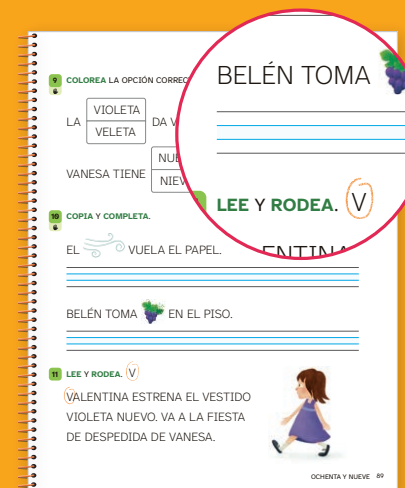 9 COLOREA LA OPCIÓN CORREC
LA VIOLETA
VELETA DA V
VANESA TIENE NUE
NIEV
10 COPIA Y COMPLETA.
EL VUELA EL PAPEL.
BELÉN TOMA EN EL PISO.
11 LEE Y RODEA. V
VALENTINA ESTRENA EL VESTIDO
VIOLETA NUEVO. VA A LA FIESTA
DE DESPEDIDA DE VANESA.
OCHENTA Y NUEVE 89
BELÉN TOMA
LEE Y RODEA. V
ENTINA